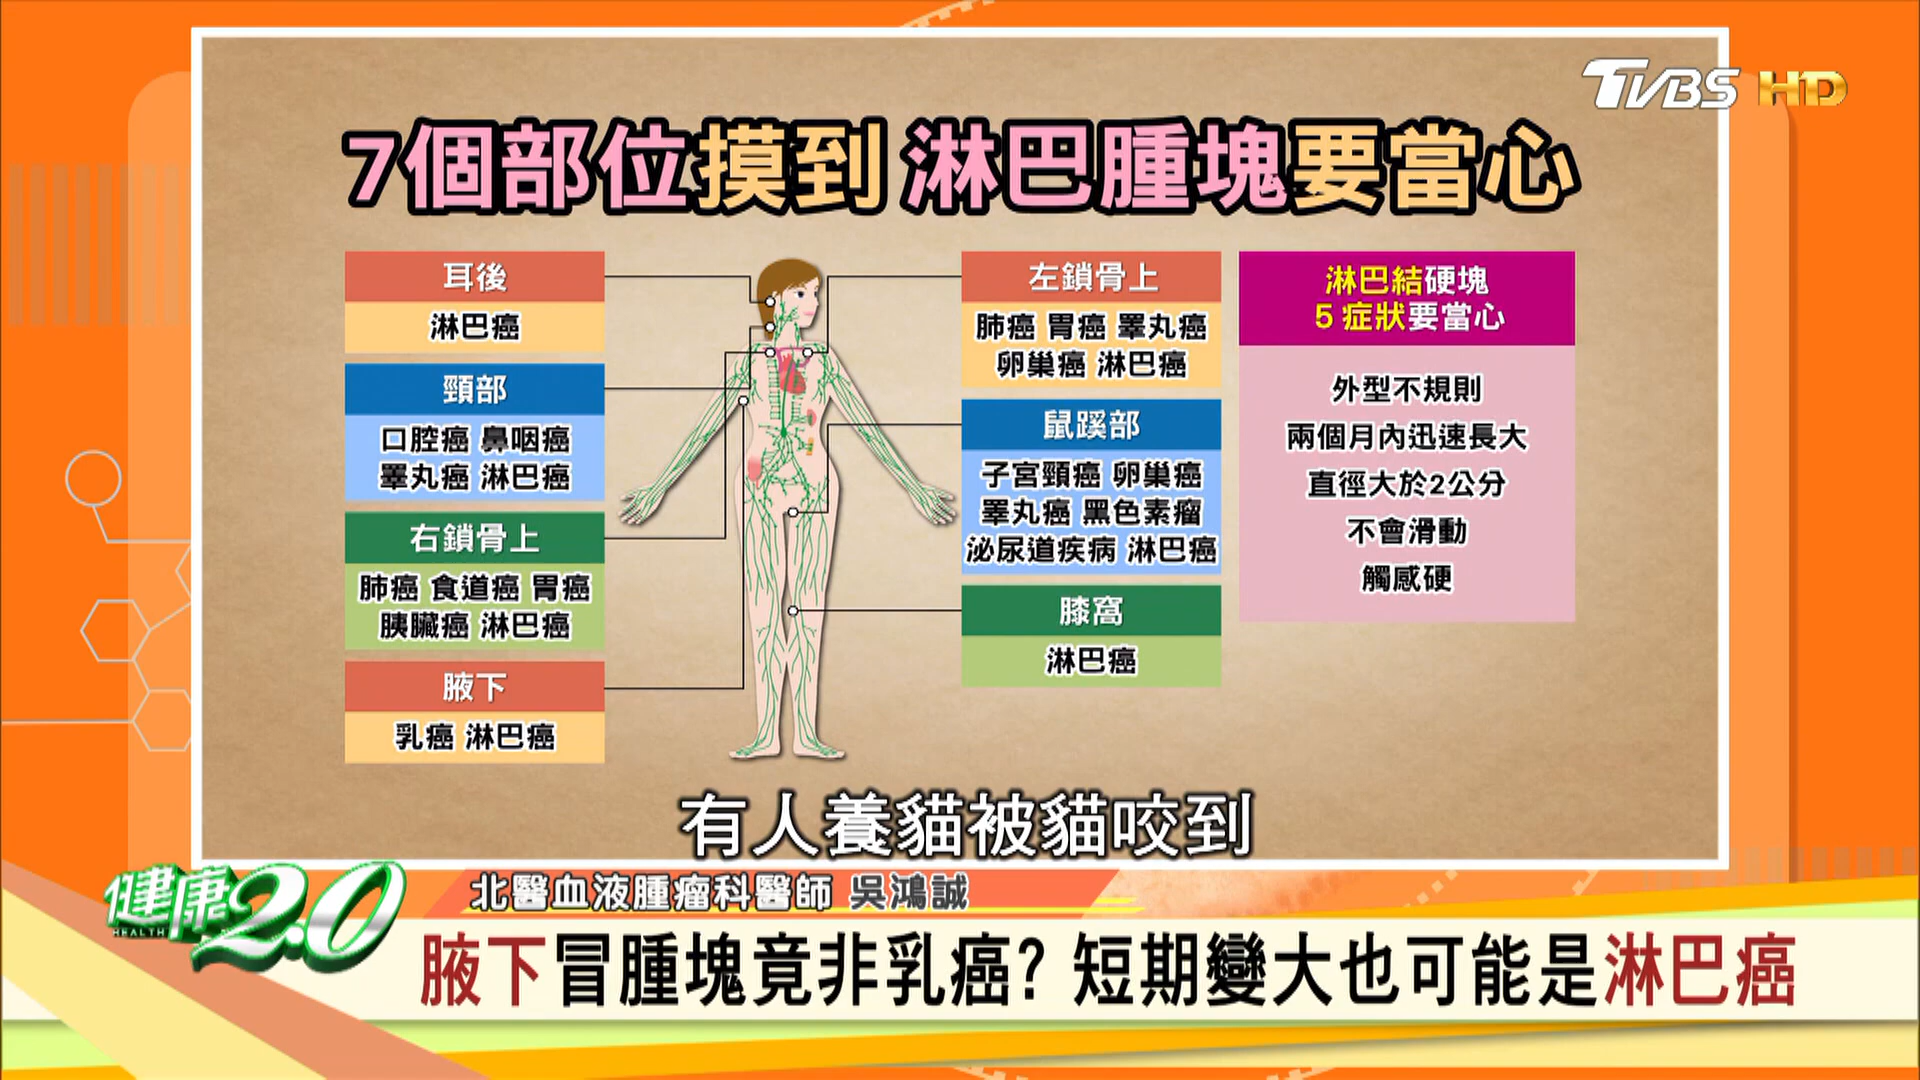 TVBS HD
7個部位摸到 淋巴腫塊要當心
耳後
淋巴癌
頸部
口腔癌 鼻咽癌
睪丸癌 淋巴癌
右鎖骨上
肺癌 食道癌 胃癌
胰臟癌 淋巴癌
腋下
乳癌 淋巴癌
左鎖骨上
肺癌 胃癌 睪丸癌
卵巢癌 淋巴癌
鼠蹊部
子宮頸癌 卵巢癌
睪丸癌 黑色素瘤
泌尿道疾病 淋巴癌
膝窩
淋巴癌
淋巴結硬塊
5 症狀要當心
外型不規則
兩個月內迅速長大
直徑大於2公分
不會滑動
觸感硬
有人養貓被貓咬到
健康2.0
HEALTH
北醫血液腫瘤科醫師 吳鴻誠
腋下冒腫塊竟非乳癌? 短期變大也可能是淋巴癌